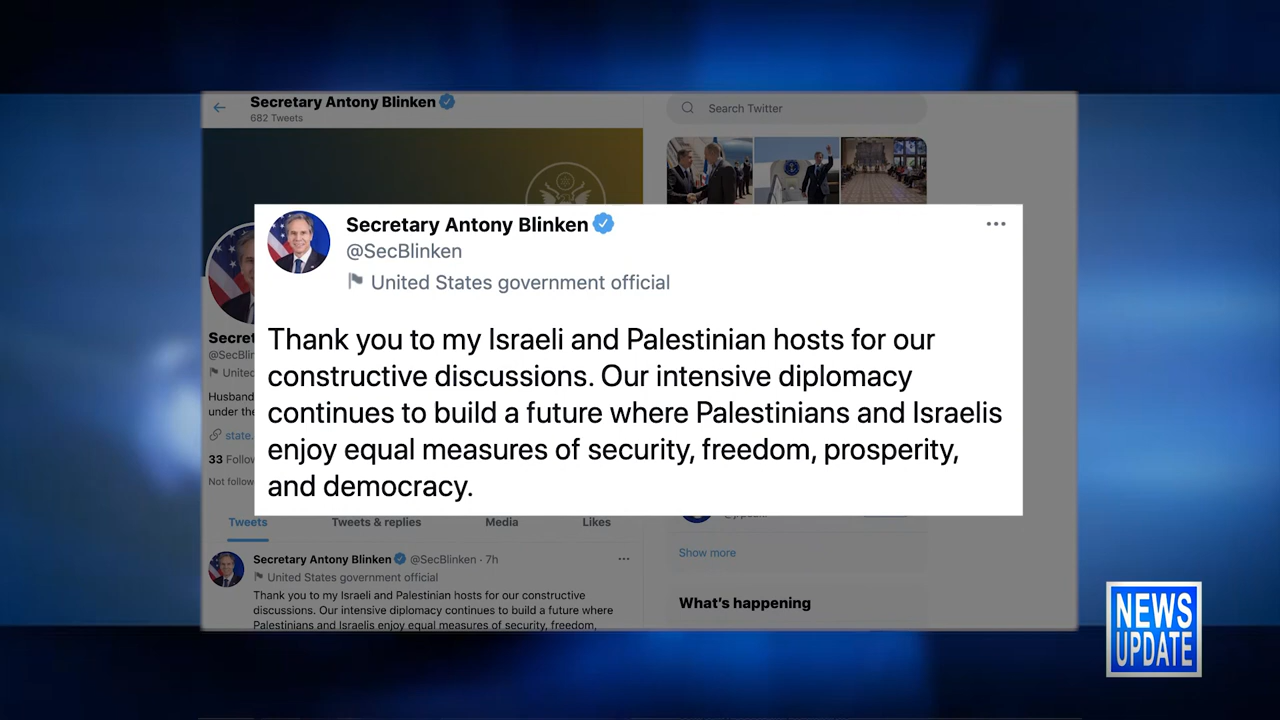 Secretary Antony Blinken
682 Tweets
Search Twitter
Secretary Antony Blinken
@SecBlinken
United States government official
Thank you to my Israeli and Palestinian hosts for our
constructive discussions. Our intensive diplomacy
continues to build a future where Palestinians and Israelis
enjoy equal measures of security, freedom, prosperity,
and democracy.
Secret
@SecBlin
United
Husband
under the
state.
33 Follow
Not follow
Tweets
Tweets & replies
Media
Likes
Secretary Antony Blinken @SecBlinken · 7h
United States government official
Thank you to my Israeli and Palestinian hosts for our constructive
discussions. Our intensive diplomacy continues to build a future where
Palestinians and Israelis enjoy equal measures of security, freedom,
Show more
What's happening
NEWS
UPDATE